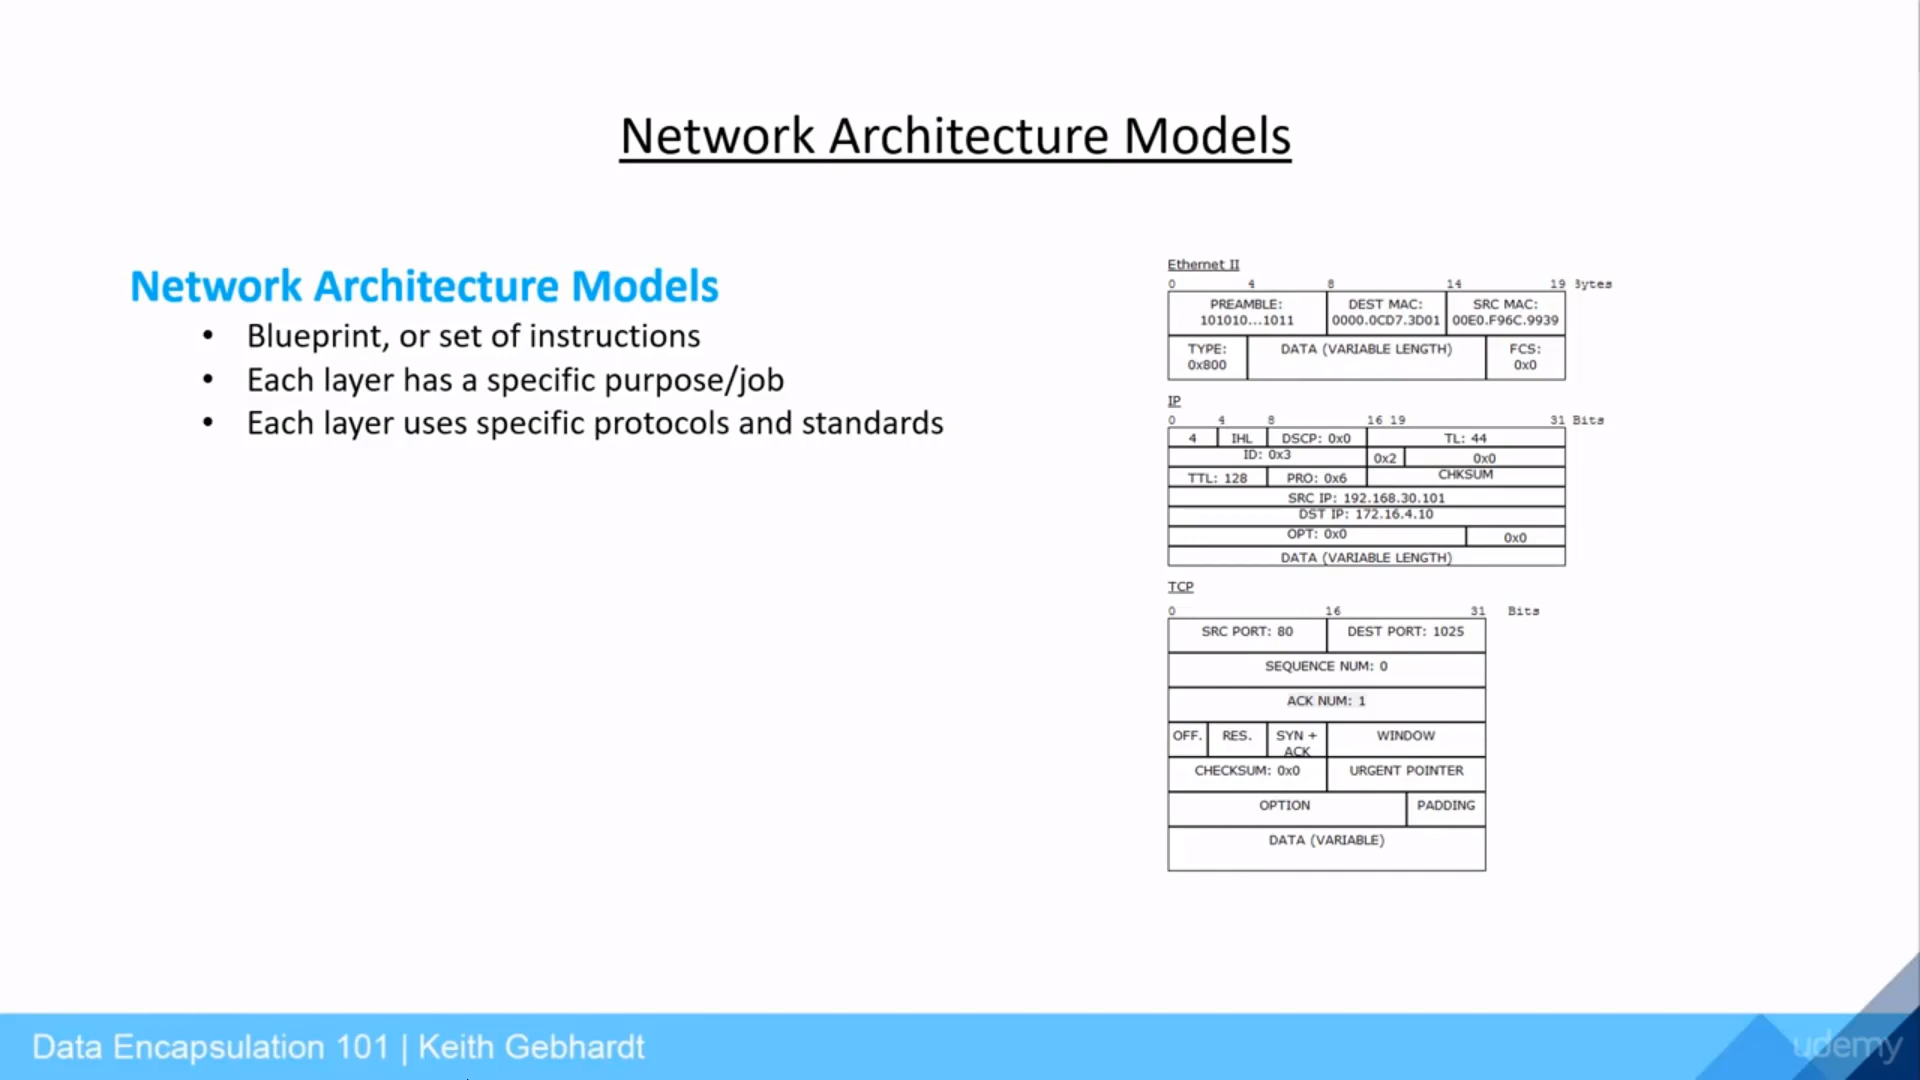 Network Architecture Models
Network Architecture Models
• Blueprint, or set of instructions
• Each layer has a specific purpose/job
• Each layer uses specific protocols and standards
Ethernet II
0 4 8 14 19 Bytes
PREAMBLE: DEST MAC: SRC MAC:
101010...1011 0000.0CD7.3D01 00E0.F96C.9939
TYPE: DATA (VARIABLE LENGTH) FCS:
0x800 0x0
IP
0 4 8 16 19 31 Bits
4 IHL DSCP: 0x0 TL: 44
ID: 0x3 0x2 0x0
TTL: 128 PRO: 0x6 CHKSUM
SRC IP: 192.168.30.101
DST IP: 172.16.4.10
OPT: 0x0 0x0
DATA (VARIABLE LENGTH)
TCP
0 16 31 Bits
SRC PORT: 80 DEST PORT: 1025
SEQUENCE NUM: 0
ACK NUM: 1
OFF. RES. SYN + WINDOW
ACK
CHECKSUM: 0x0 URGENT POINTER
OPTION PADDING
DATA (VARIABLE)
Data Encapsulation 101 | Keith Gebhardt
udemy